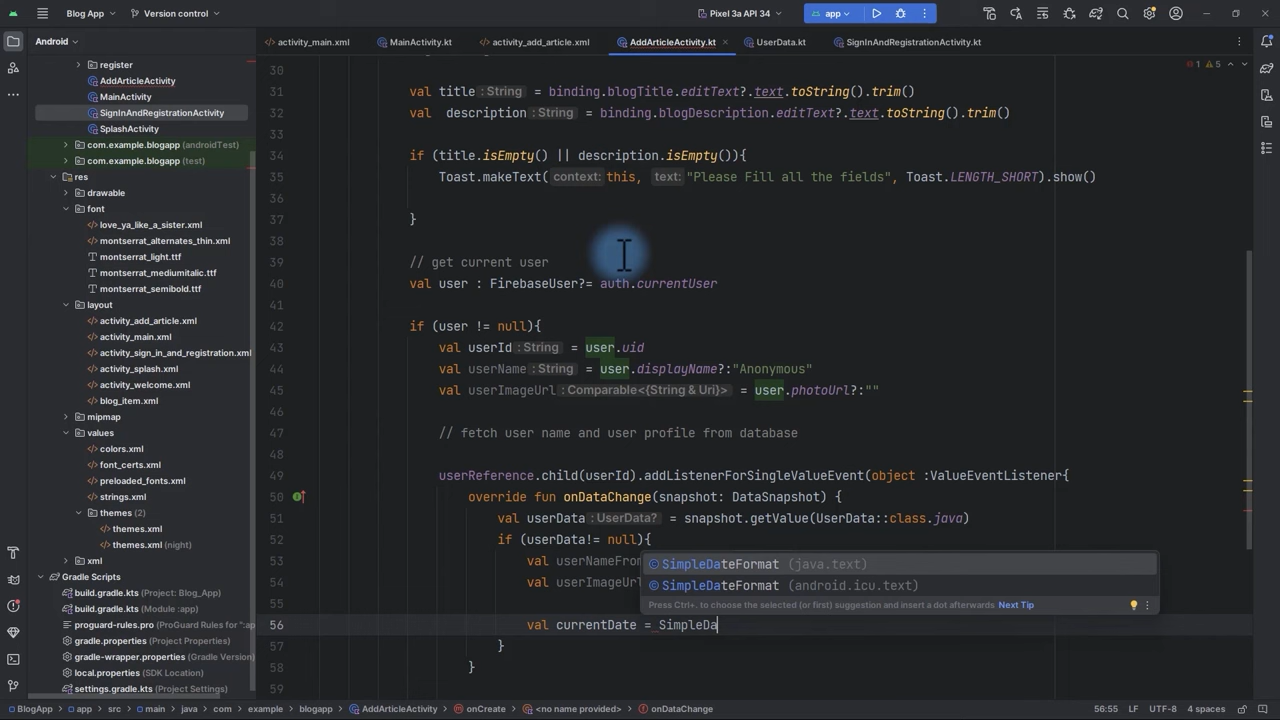 Blog App
Version control
Pixel 3a API 34
app
Android
activity_main.xml
MainActivity.kt
activity_add_article.xml
AddArticleActivity.kt
UserData.kt
SignInAndRegistrationActivity.kt
register
AddArticleActivity
MainActivity
SignInAndRegistrationActivity
SplashActivity
com.example.blogapp (androidTest)
com.example.blogapp (test)
res
drawable
font
love_ya_like_a_sister.xml
montserrat_alternates_thin.xml
montserrat_light.ttf
montserrat_mediumitalic.ttf
montserrat_semibold.ttf
layout
activity_add_article.xml
activity_main.xml
activity_sign_in_and_registration.xml
activity_splash.xml
activity_welcome.xml
blog_item.xml
mipmap
values
colors.xml
font_certs.xml
preloaded_fonts.xml
strings.xml
themes (2)
themes.xml
themes.xml (night)
xml
Gradle Scripts
build.gradle.kts (Project: Blog_App)
build.gradle.kts (Module :app)
proguard-rules.pro (ProGuard Rules for ":app
gradle.properties (Project Properties)
gradle-wrapper.properties (Gradle Version)
local.properties (SDK Location)
settings.gradle.kts (Project Settings)
1 5
30
31 val title: String = binding.blogTitle.editText?.text.toString().trim()
32 val description: String = binding.blogDescription.editText?.text.toString().trim()
33
34 if (title.isEmpty() || description.isEmpty()){
35 Toast.makeText( context: this, text: "Please Fill all the fields", Toast.LENGTH_SHORT).show()
36
37 }
38
39 // get current user
40 val user : FirebaseUser?= auth.currentUser
41
42 if (user != null){
43 val userId: String = user.uid
44 val userName: String = user.displayName?:"Anonymous"
45 val userImageUrl: Comparable<{String & Uri}> = user.photoUrl?:""
46
47 // fetch user name and user profile from database
48
49 userReference.child(userId).addListenerForSingleValueEvent(object :ValueEventListener{
50 override fun onDataChange(snapshot: DataSnapshot) {
51 val userData: UserData? = snapshot.getValue(UserData::class.java)
52 if (userData!= null){
53 val userNameFrom
54 val userImageUrl
55
56 val currentDate = SimpleDa
57 }
58 }
59
SimpleDateFormat (java.text)
SimpleDateFormat (android.icu.text)
Press Ctrl+. to choose the selected (or first) suggestion and insert a dot afterwards Next Tip
Blog_App > app > src > main > java > com > example > blogapp > AddArticleActivity > onCreate > <no name provided> > onDataChange
56:55 LF UTF-8 4 spaces